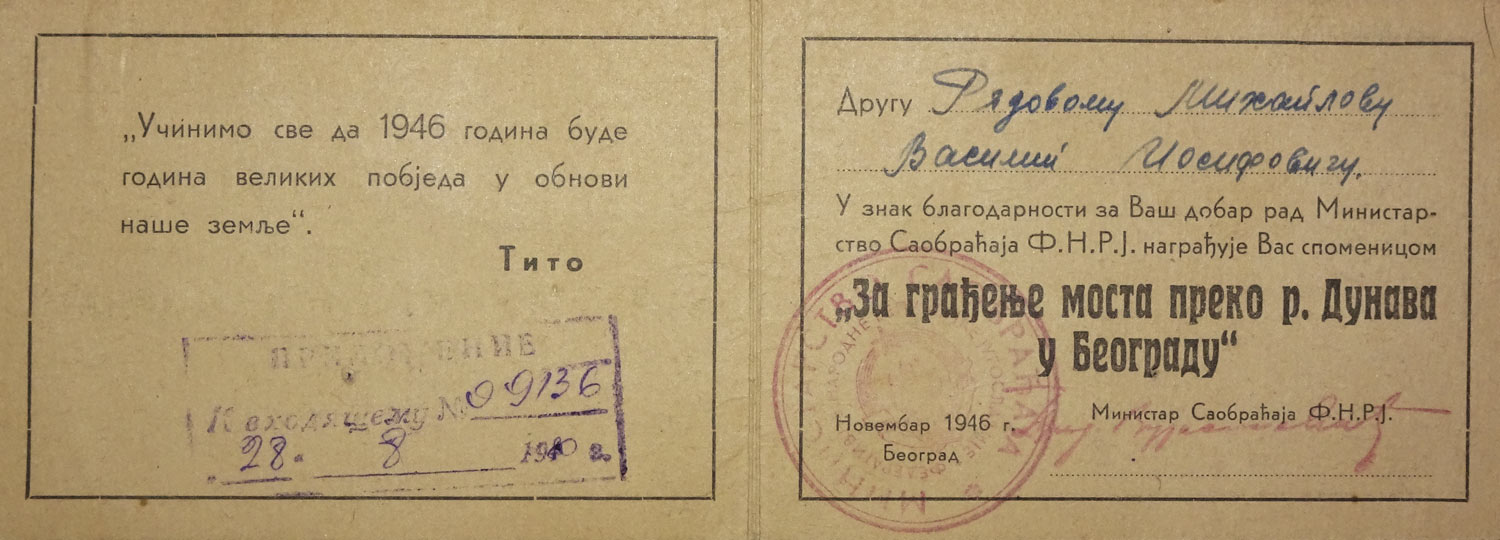 „Учинимо све да 1946 година буде
година великих побједа у обнови
наше земље“.
Тито
К входящему №09136
28. 8 19 г.
Другу Рядовому Михайлову
Василий Иосифовичу.
У знак благодарности за Ваш добар рад Министар-
ство Саобраћаја Ф.Н.Р.Ј. награђује Вас споменицом
„За грађење моста преко р. Дунава
у Београду“
Новембар 1946 г.
Београд
Министар Саобраћаја Ф.Н.Р.Ј.